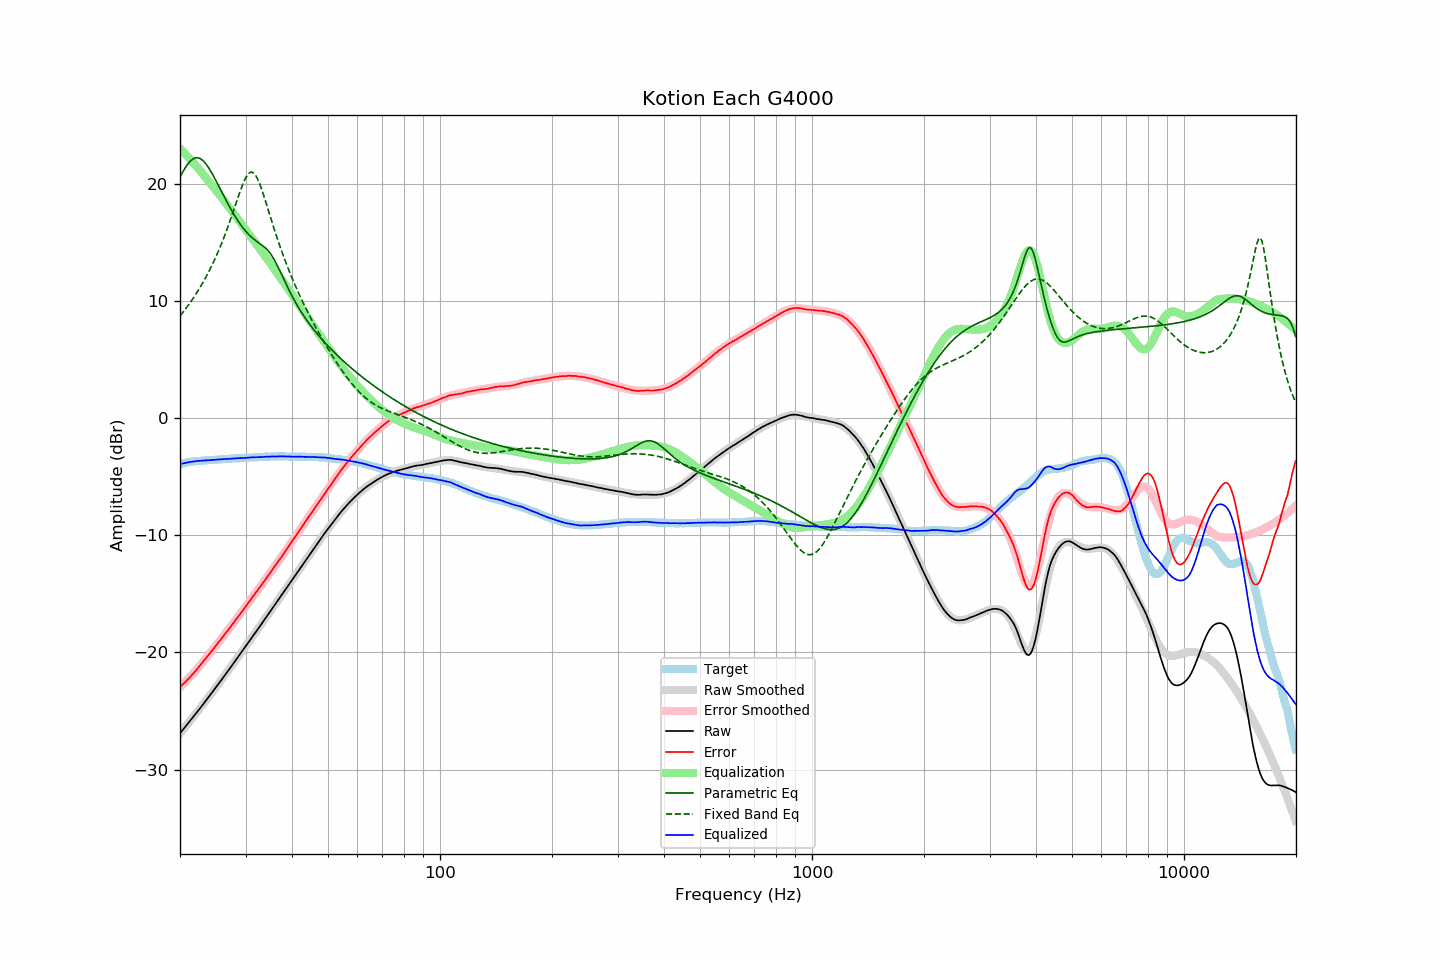 Kotion Each G4000
Amplitude (dBr)
20
10
0
−10
−20
−30
Target
Raw Smoothed
Error Smoothed
Raw
Error
Equalization
Parametric Eq
Fixed Band Eq
Equalized
100
1000
10000
Frequency (Hz)